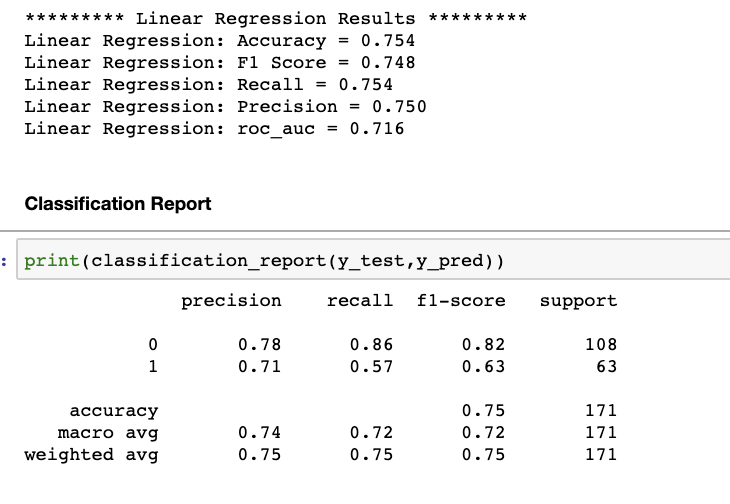 ********* Linear Regression Results *********
Linear Regression: Accuracy = 0.754
Linear Regression: F1 Score = 0.748
Linear Regression: Recall = 0.754
Linear Regression: Precision = 0.750
Linear Regression: roc_auc = 0.716
Classification Report
: print(classification_report(y_test,y_pred))
precision recall f1-score support
0 0.78 0.86 0.82 108
1 0.71 0.57 0.63 63
accuracy 0.75 171
macro avg 0.74 0.72 0.72 171
weighted avg 0.75 0.75 0.75 171